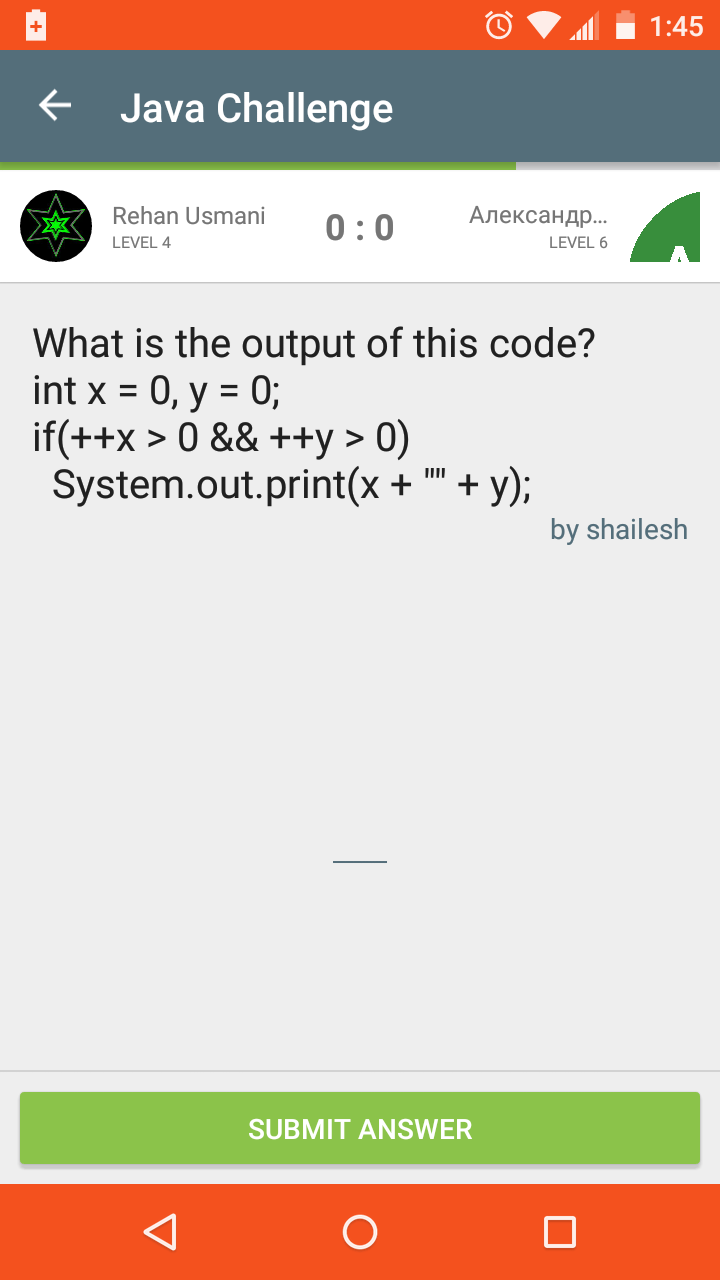 1:45
Java Challenge
Rehan Usmani
LEVEL 4
0 : 0
Александр...
LEVEL 6
What is the output of this code?
int x = 0, y = 0;
if(++x > 0 && ++y > 0)
System.out.print(x + "" + y);
by shailesh
SUBMIT ANSWER